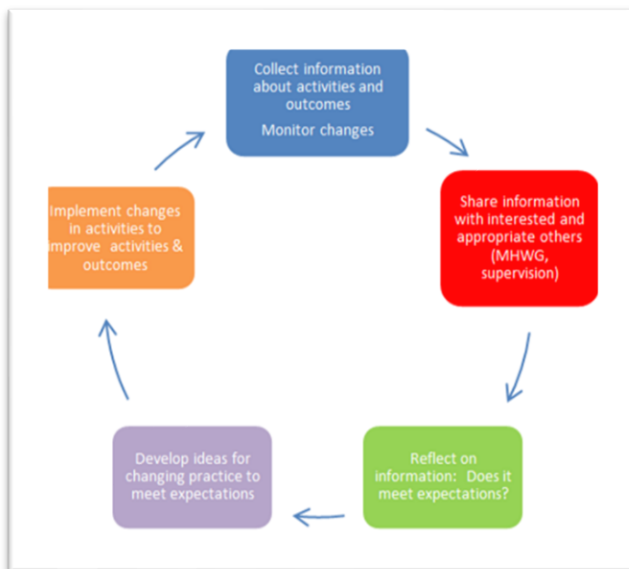 Collect information
about activities and
outcomes
Monitor changes
Share information
with interested and
appropriate others
(MHWG,
supervision)
Reflect on
information: Does it
meet expectations?
Develop ideas for
changing practice to
meet expectations
Implement changes
in activities to
improve activities &
outcomes